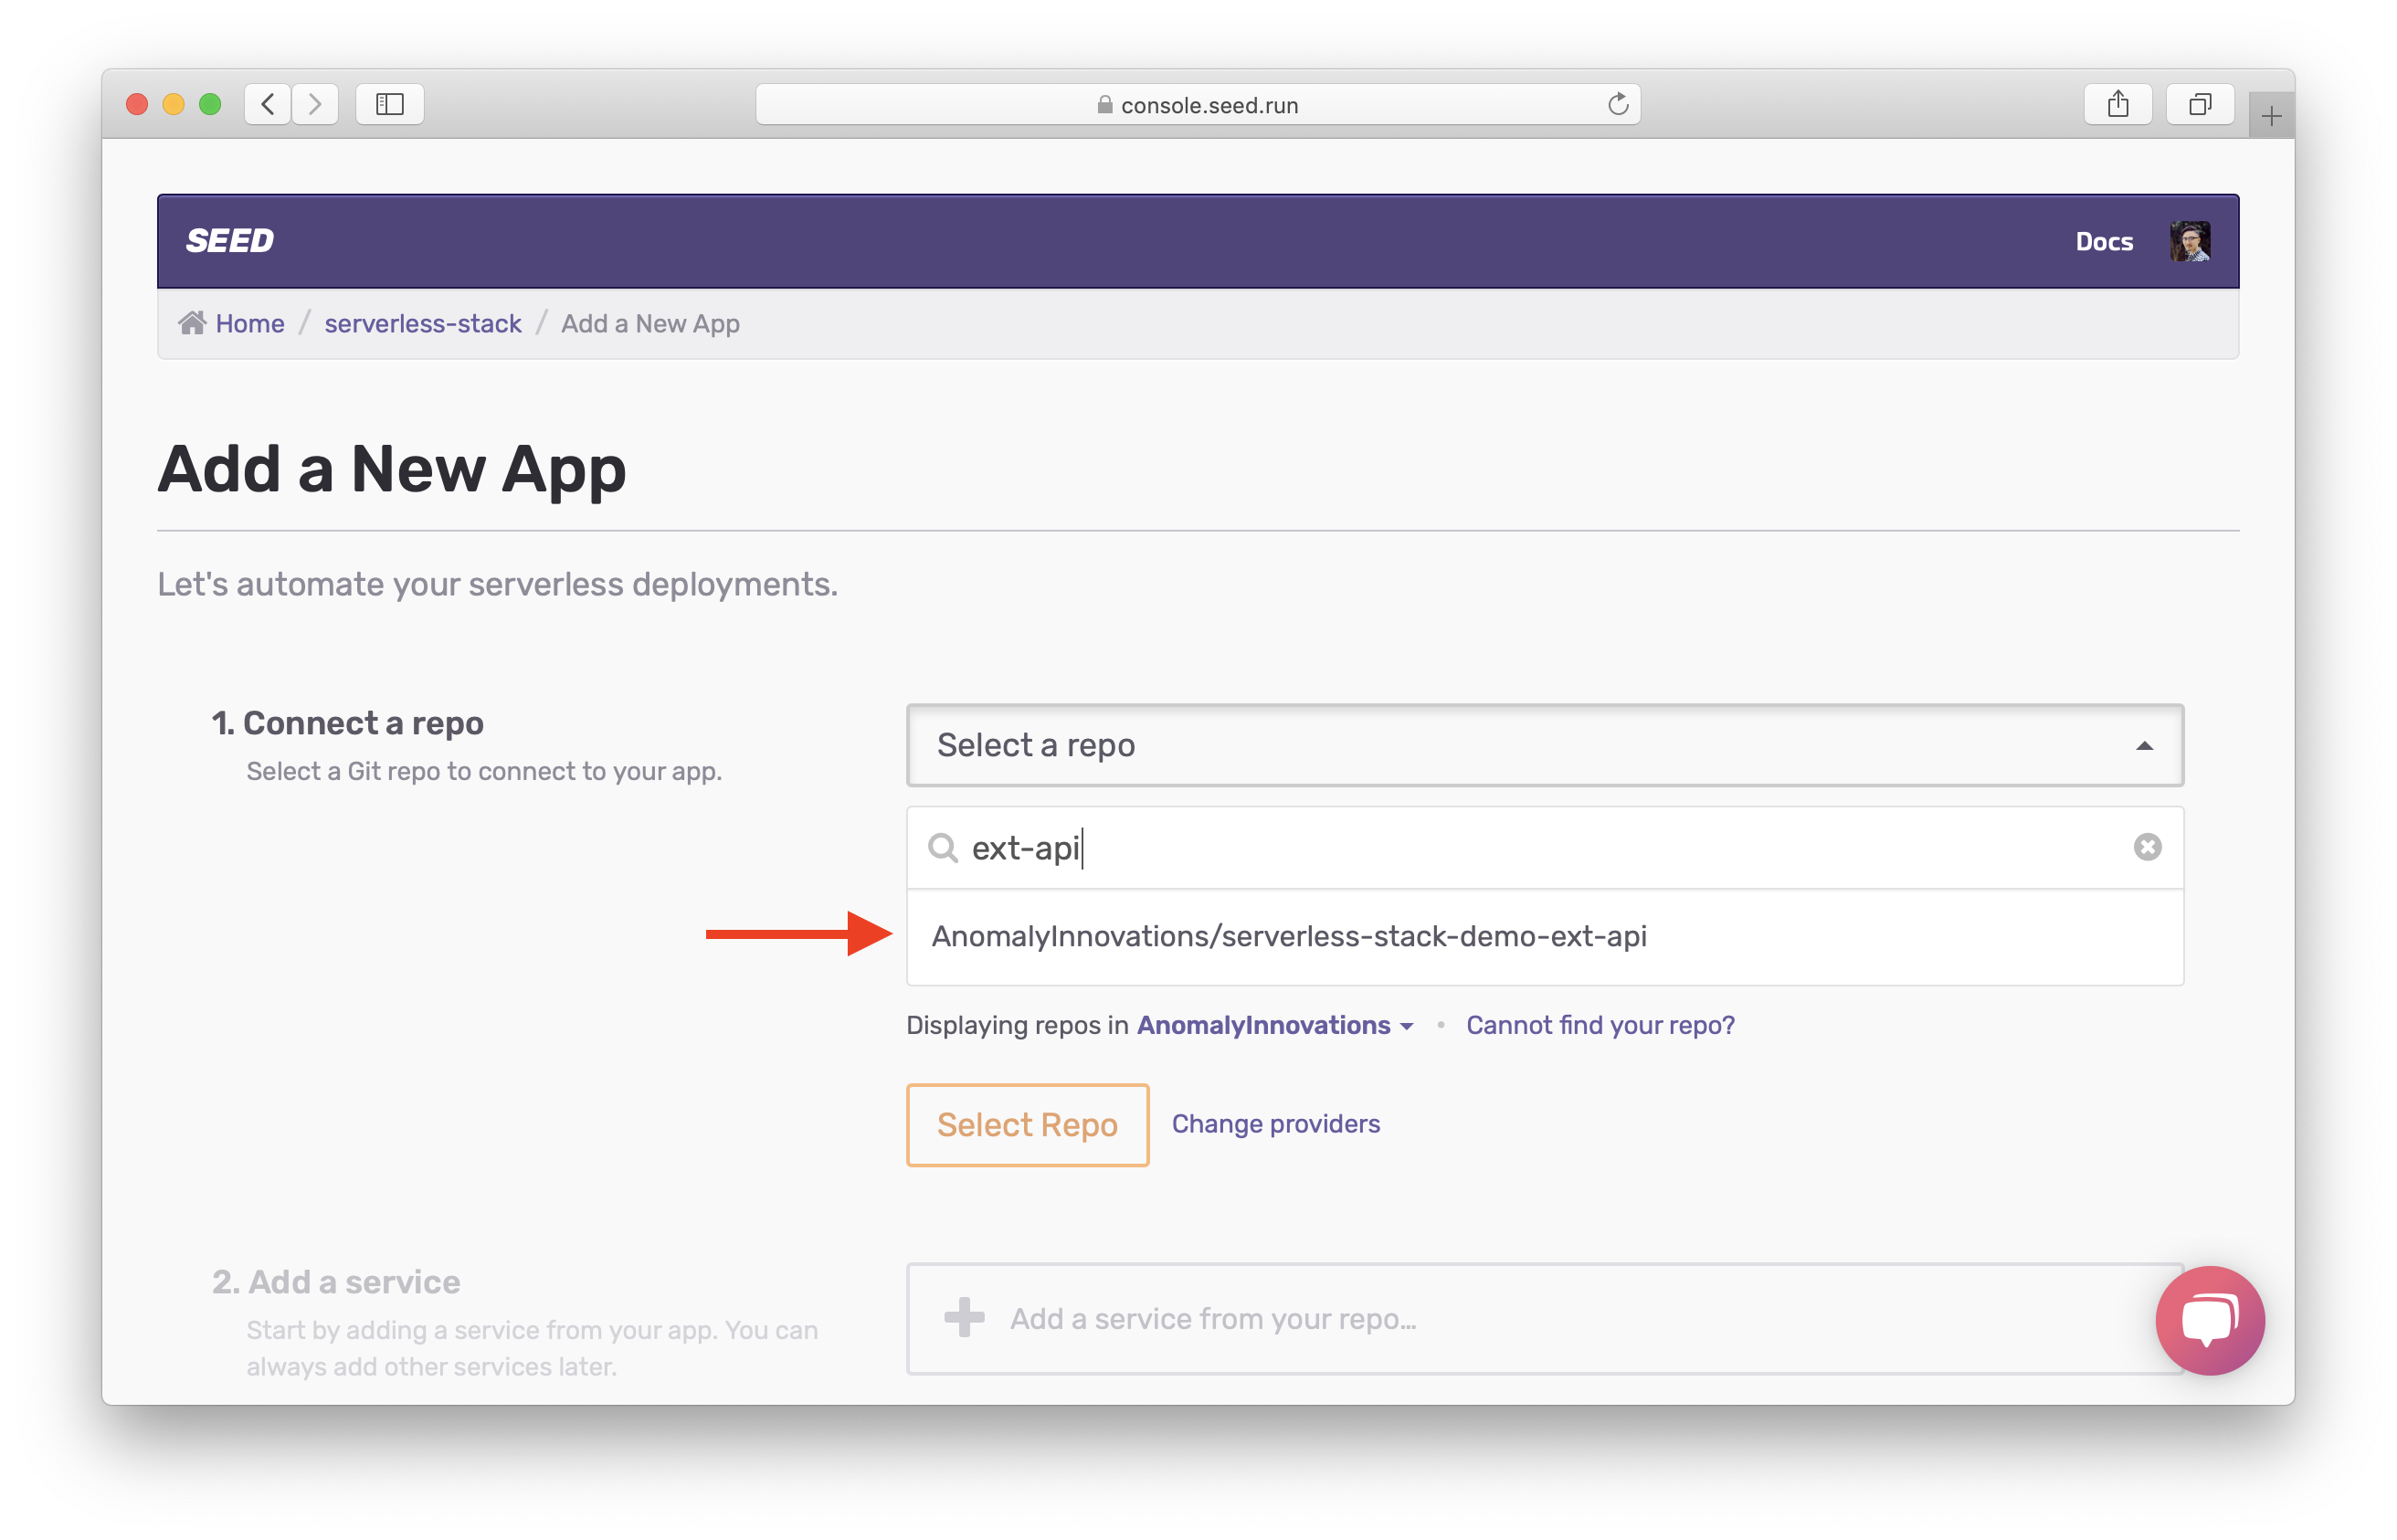 console.seed.run
SEED
Docs
Home / serverless-stack / Add a New App
Add a New App
Let's automate your serverless deployments.
1. Connect a repo
Select a Git repo to connect to your app.
Select a repo
ext-api
AnomalyInnovations/serverless-stack-demo-ext-api
Displaying repos in AnomalyInnovations • Cannot find your repo?
Select Repo
Change providers
2. Add a service
Start by adding a service from your app. You can
always add other services later.
Add a service from your repo...